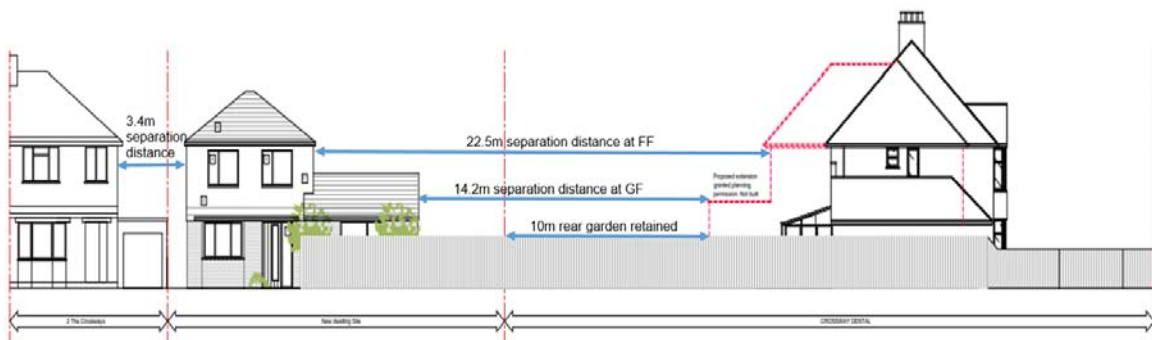 3.4m
separation
distance
22.5m separation distance at FF
14.2m separation distance at GF
10m rear garden retained
Proposed extension
granted planning
permission. Not built
2 The Crossways
New dwelling Site
CROSSWAY DENTAL